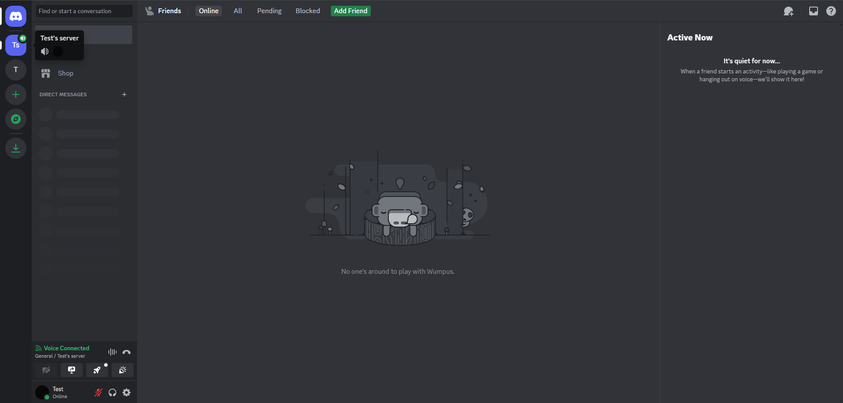 Find or start a conversation
Friends
Online
All
Pending
Blocked
Add Friend
Ts
Test's server
T
Shop
DIRECT MESSAGES
No one's around to play with Wumpus.
Active Now
It's quiet for now...
When a friend starts an activity—like playing a game or
hanging out on voice—we'll show it here!
Voice Connected
General / Test's server
Test
Online